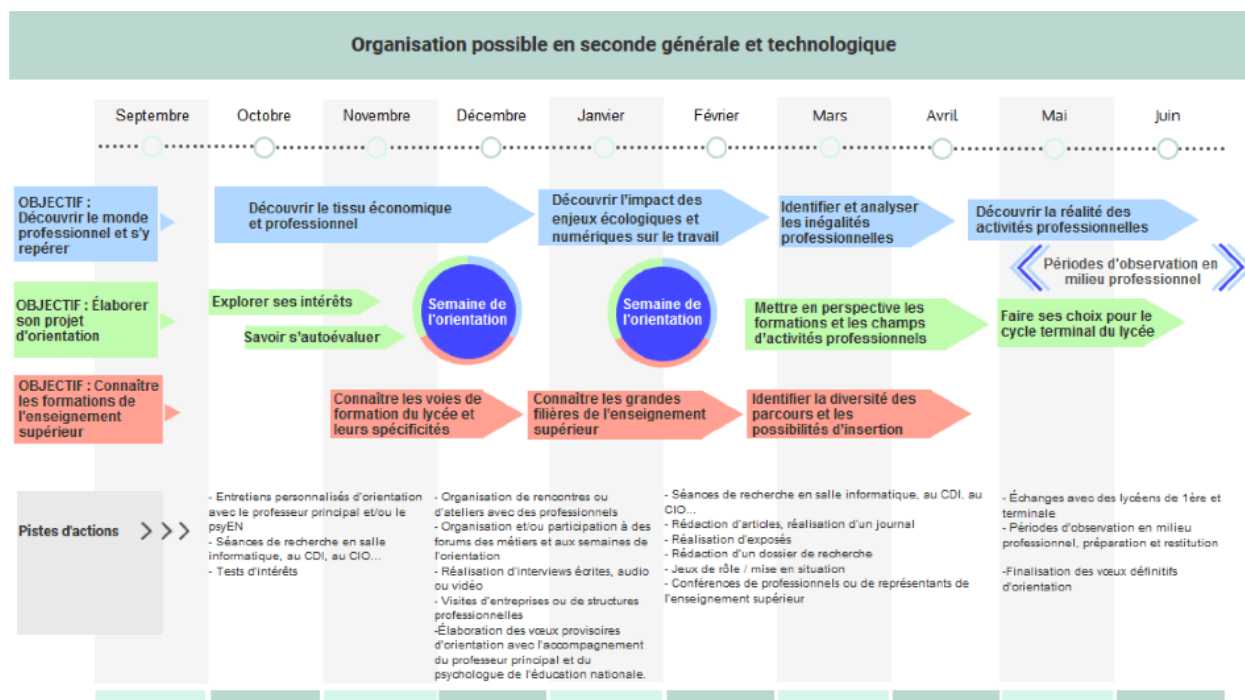 Organisation possible en seconde générale et technologique
Septembre
Octobre
Novembre
Décembre
Janvier
Février
Mars
Avril
Mai
Juin
OBJECTIF :
Découvrir le monde
professionnel et s'y
repérer
Découvrir le tissu économique
et professionnel
Découvrir l'impact des
enjeux écologiques et
numériques sur le travail
Identifier et analyser
les inégalités
professionnelles
Découvrir la réalité des
activités professionnelles
Périodes d'observation en
milieu professionnel
OBJECTIF : Élaborer
son projet
d'orientation
Explorer ses intérêts
Savoir s'autoévaluer
Semaine de
l'orientation
Semaine de
l'orientation
Mettre en perspective les
formations et les champs
d'activités professionnels
Faire ses choix pour le
cycle terminal du lycée
OBJECTIF : Connaître
les formations de
l'enseignement
supérieur
Connaître les voies de
formation du lycée et
leurs spécificités
Connaître les grandes
filières de l'enseignement
supérieur
Identifier la diversité des
parcours et les
possibilités d'insertion
Pistes d'actions
- Entretiens personnalisés d'orientation
avec le professeur principal et/ou le
psyEN
- Séances de recherche en salle
informatique, au CDI, au CIO...
- Tests d'intérêts
- Organisation de rencontres ou
d'ateliers avec des professionnels
- Organisation et/ou participation à des
forums des métiers et aux semaines de
l'orientation
- Réalisation d'interviews écrites, audio
ou vidéo
- Visites d'entreprises ou de structures
professionnelles
-Élaboration des vœux provisoires
d'orientation avec l'accompagnement
du professeur principal et du
psychologue de l'éducation nationale.
- Séances de recherche en salle informatique, au CDI, au
CIO...
- Rédaction d'articles, réalisation d'un journal
- Réalisation d'exposés
- Rédaction d'un dossier de recherche
- Jeux de rôle / mise en situation
- Conférences de professionnels ou de représentants de
l'enseignement supérieur
- Échanges avec des lycéens de 1ère et
terminale
- Périodes d'observation en milieu
professionnel, préparation et restitution
-Finalisation des vœux définitifs
d'orientation